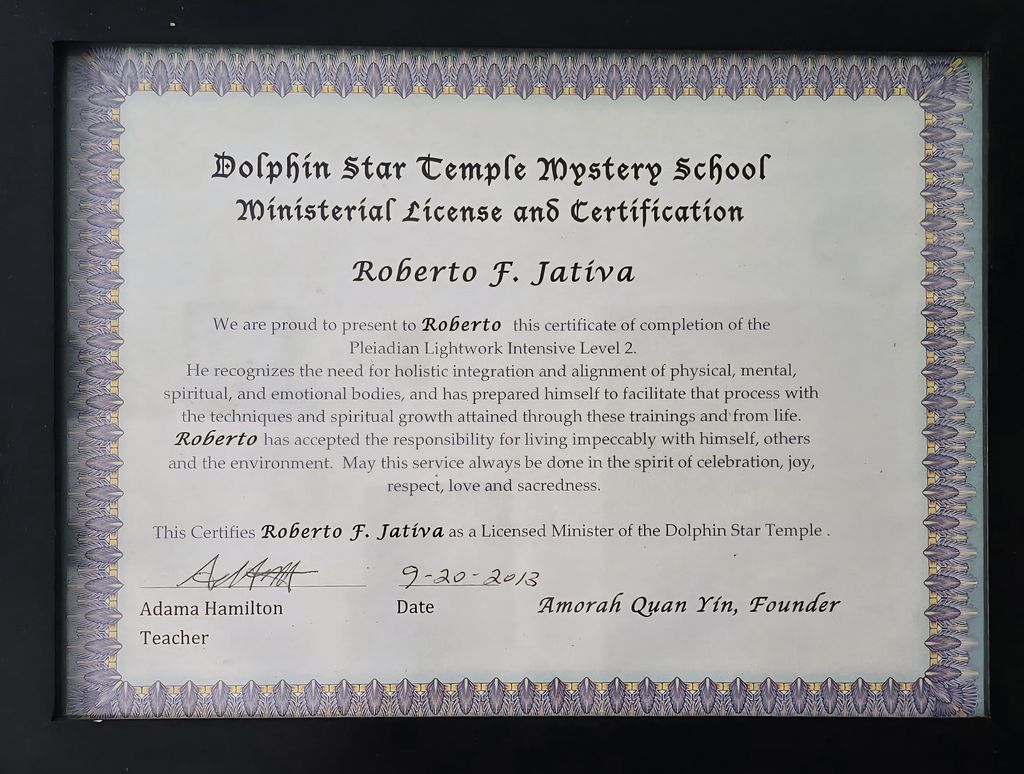 Dolphin Star Temple Mystery School
Ministerial License and Certification
Roberto F. Jativa
We are proud to present to Roberto this certificate of completion of the
Pleiadian Lightwork Intensive Level 2.
He recognizes the need for holistic integration and alignment of physical, mental,
spiritual, and emotional bodies, and has prepared himself to facilitate that process with
the techniques and spiritual growth attained through these trainings and from life.
Roberto has accepted the responsibility for living impeccably with himself, others
and the environment. May this service always be done in the spirit of celebration, joy,
respect, love and sacredness.
This Certifies Roberto F. Jativa as a Licensed Minister of the Dolphin Star Temple .
9-20-2013
Adama Hamilton Date Amorah Quan Yin, Founder
Teacher